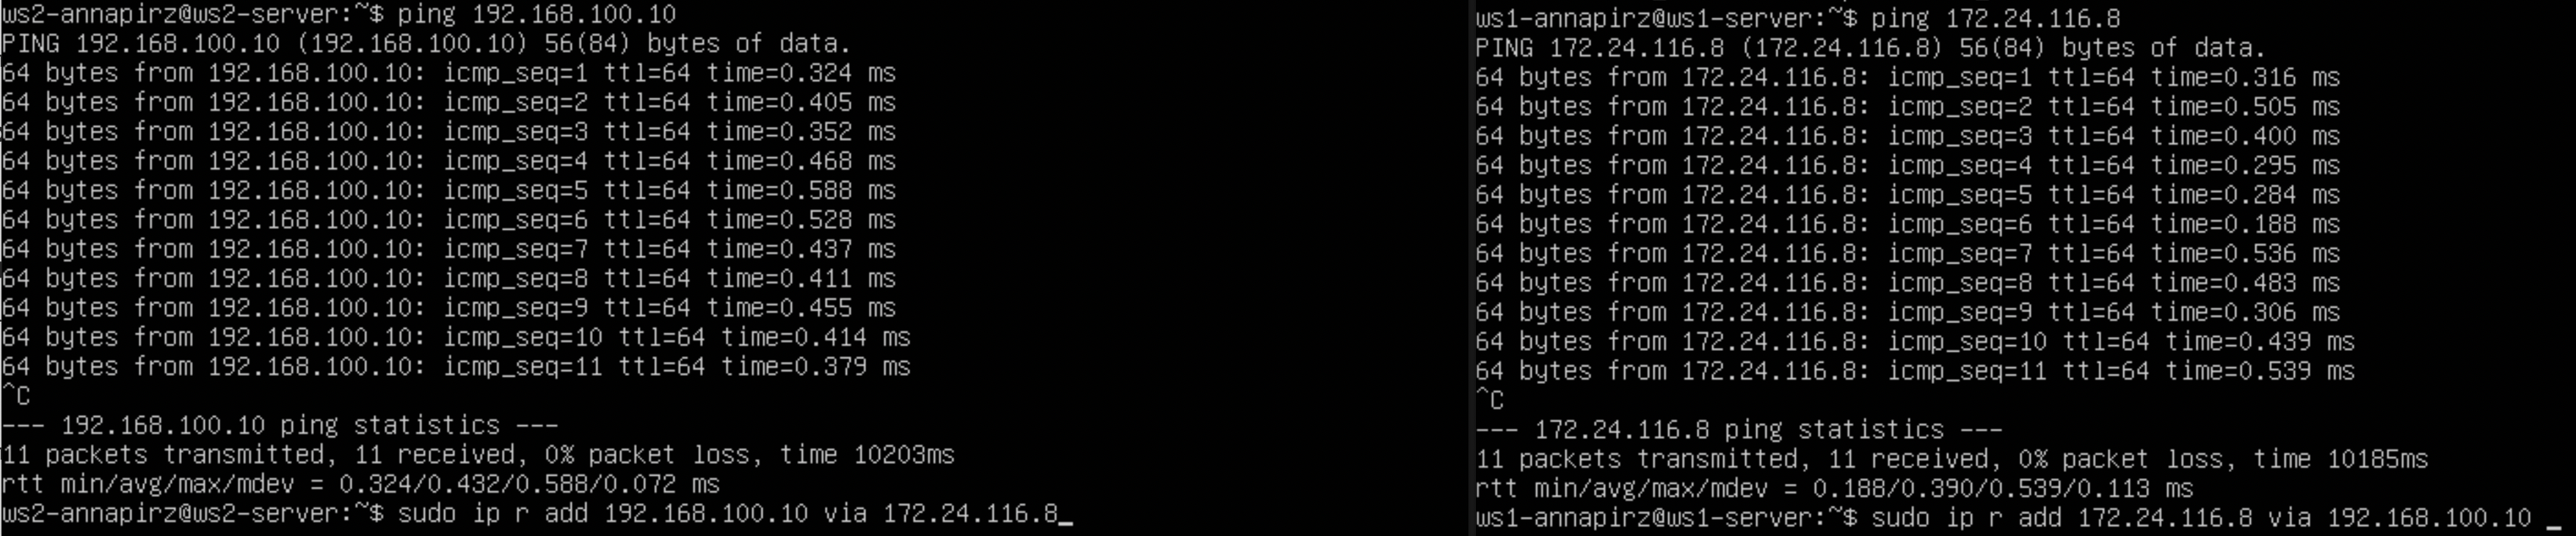 ws2-annapirz@ws2-server:~$ ping 192.168.100.10
PING 192.168.100.10 (192.168.100.10) 56(84) bytes of data.
64 bytes from 192.168.100.10: icmp_seq=1 ttl=64 time=0.324 ms
64 bytes from 192.168.100.10: icmp_seq=2 ttl=64 time=0.405 ms
64 bytes from 192.168.100.10: icmp_seq=3 ttl=64 time=0.352 ms
64 bytes from 192.168.100.10: icmp_seq=4 ttl=64 time=0.468 ms
64 bytes from 192.168.100.10: icmp_seq=5 ttl=64 time=0.588 ms
64 bytes from 192.168.100.10: icmp_seq=6 ttl=64 time=0.528 ms
64 bytes from 192.168.100.10: icmp_seq=7 ttl=64 time=0.437 ms
64 bytes from 192.168.100.10: icmp_seq=8 ttl=64 time=0.411 ms
64 bytes from 192.168.100.10: icmp_seq=9 ttl=64 time=0.455 ms
64 bytes from 192.168.100.10: icmp_seq=10 ttl=64 time=0.414 ms
64 bytes from 192.168.100.10: icmp_seq=11 ttl=64 time=0.379 ms
^C
--- 192.168.100.10 ping statistics ---
11 packets transmitted, 11 received, 0% packet loss, time 10203ms
rtt min/avg/max/mdev = 0.324/0.432/0.588/0.072 ms
ws2-annapirz@ws2-server:~$ sudo ip r add 192.168.100.10 via 172.24.116.8_
ws1-annapirz@ws1-server:~$ ping 172.24.116.8
PING 172.24.116.8 (172.24.116.8) 56(84) bytes of data.
64 bytes from 172.24.116.8: icmp_seq=1 ttl=64 time=0.316 ms
64 bytes from 172.24.116.8: icmp_seq=2 ttl=64 time=0.505 ms
64 bytes from 172.24.116.8: icmp_seq=3 ttl=64 time=0.400 ms
64 bytes from 172.24.116.8: icmp_seq=4 ttl=64 time=0.295 ms
64 bytes from 172.24.116.8: icmp_seq=5 ttl=64 time=0.284 ms
64 bytes from 172.24.116.8: icmp_seq=6 ttl=64 time=0.188 ms
64 bytes from 172.24.116.8: icmp_seq=7 ttl=64 time=0.536 ms
64 bytes from 172.24.116.8: icmp_seq=8 ttl=64 time=0.483 ms
64 bytes from 172.24.116.8: icmp_seq=9 ttl=64 time=0.306 ms
64 bytes from 172.24.116.8: icmp_seq=10 ttl=64 time=0.439 ms
64 bytes from 172.24.116.8: icmp_seq=11 ttl=64 time=0.539 ms
^C
--- 172.24.116.8 ping statistics ---
11 packets transmitted, 11 received, 0% packet loss, time 10185ms
rtt min/avg/max/mdev = 0.188/0.390/0.539/0.113 ms
ws1-annapirz@ws1-server:~$ sudo ip r add 172.24.116.8 via 192.168.100.10 _